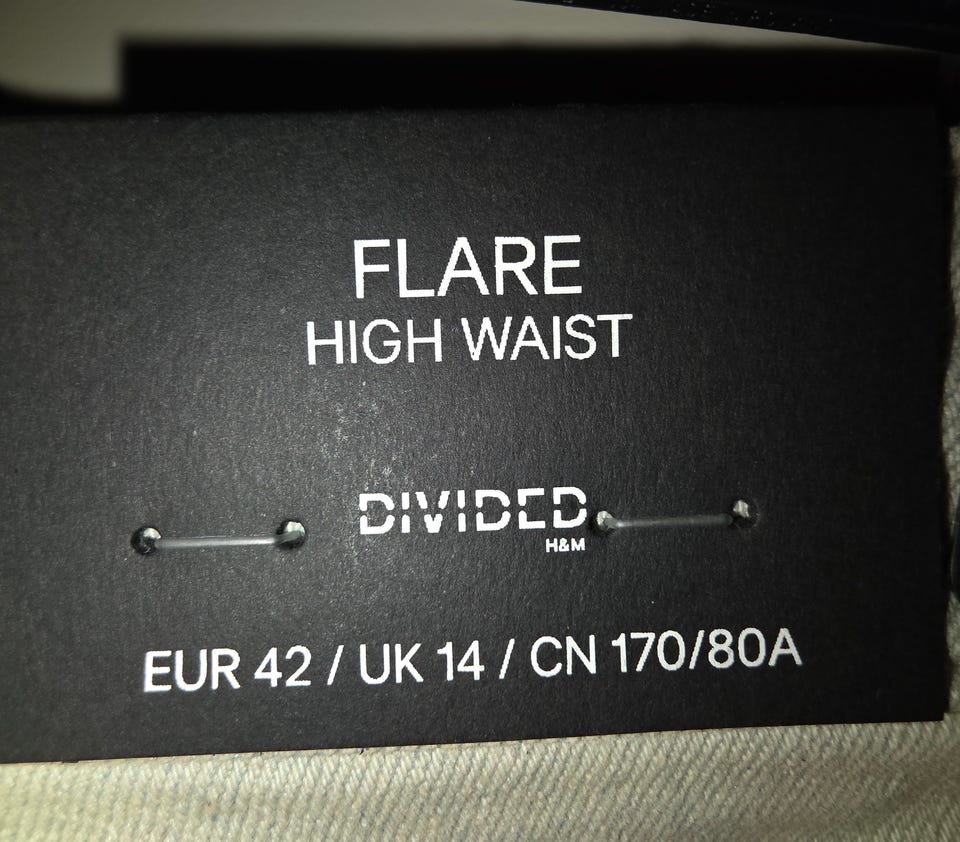 FLARE
HIGH WAIST
DIVIDED
H&M
EUR 42 / UK 14 / CN 170/80A